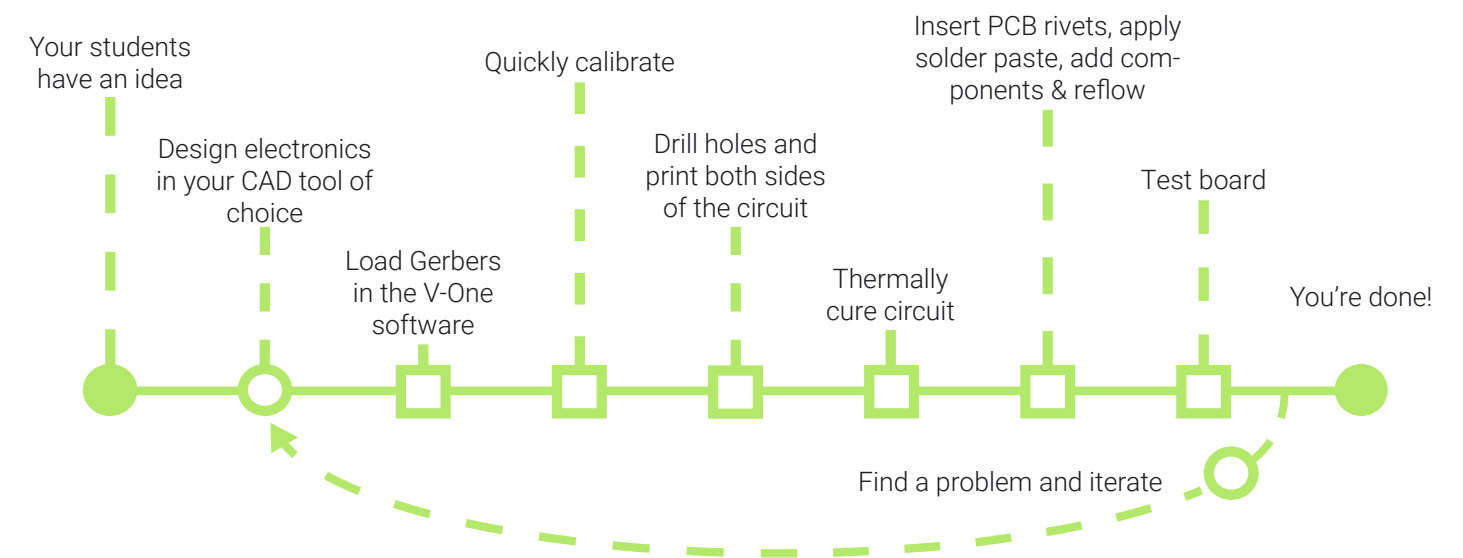 Your students
have an idea
Design electronics
in your CAD tool of
choice
Load Gerbers
in the V-One
software
Quickly calibrate
Drill holes and
print both sides
of the circuit
Thermally
cure circuit
Insert PCB rivets, apply
solder paste, add com-
ponents & reflow
Test board
You're done!
Find a problem and iterate